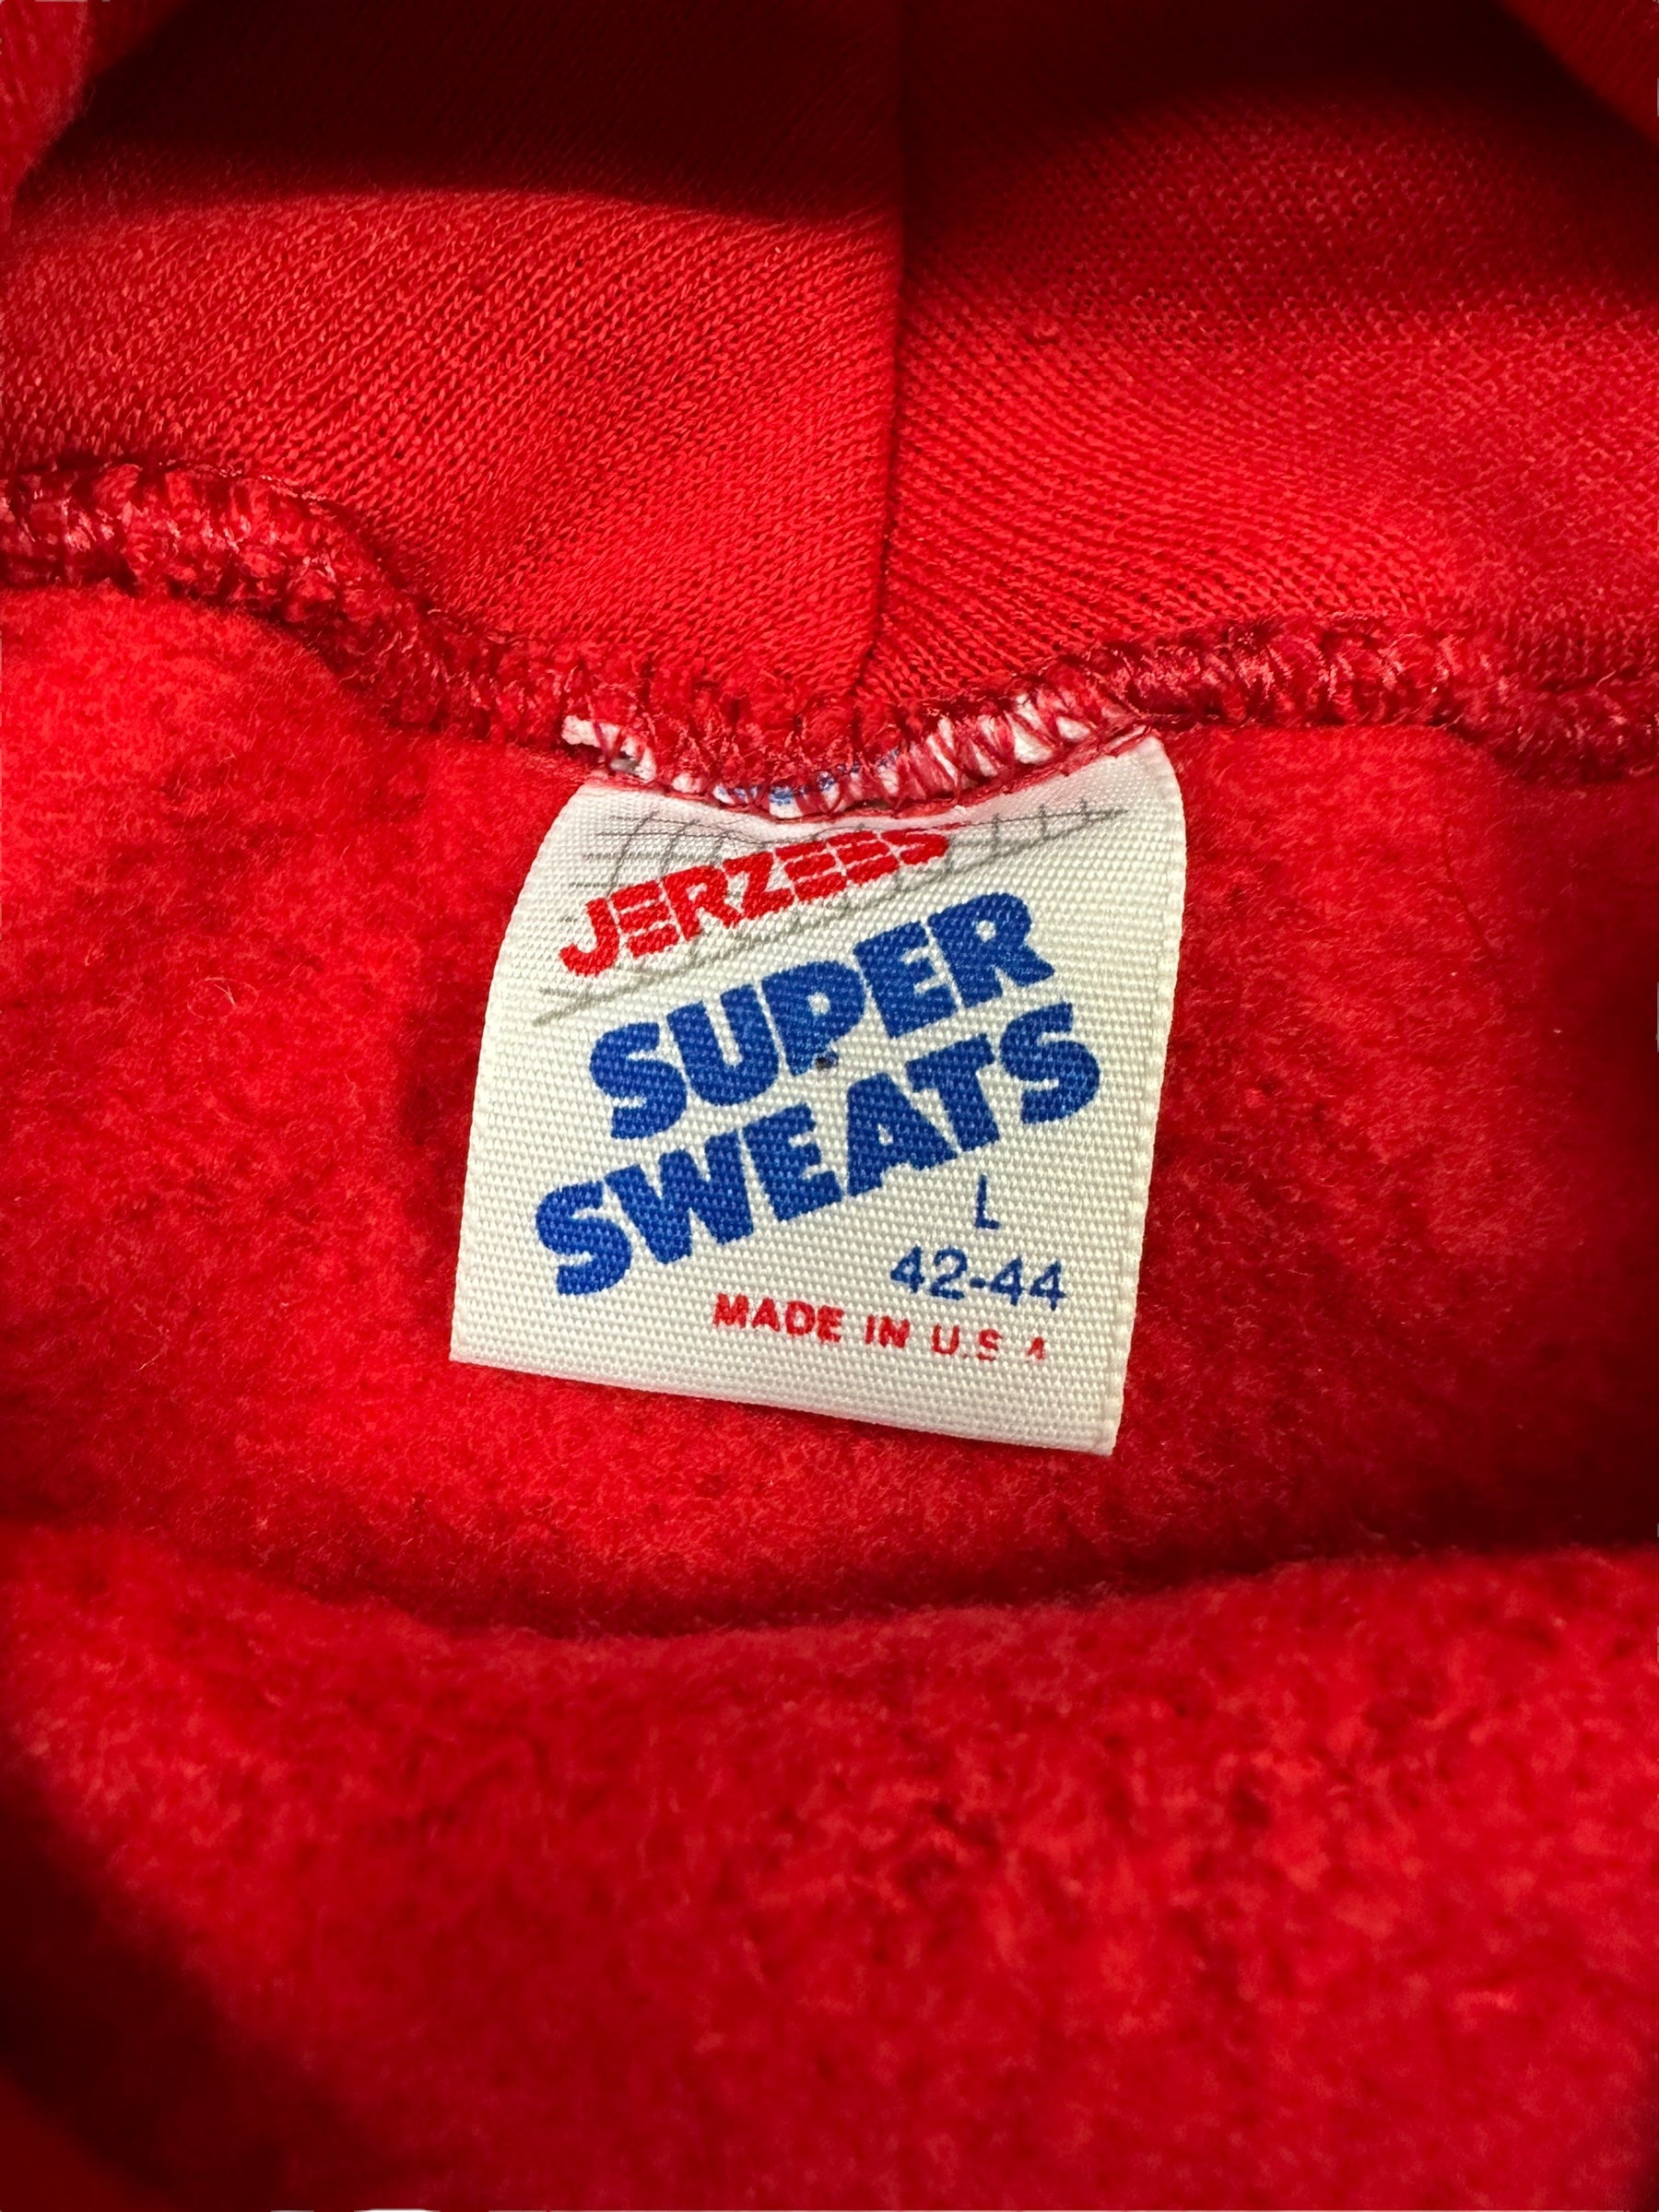 JERZEES
SUPER
SWEATS
L
42-44
MADE IN U.S A